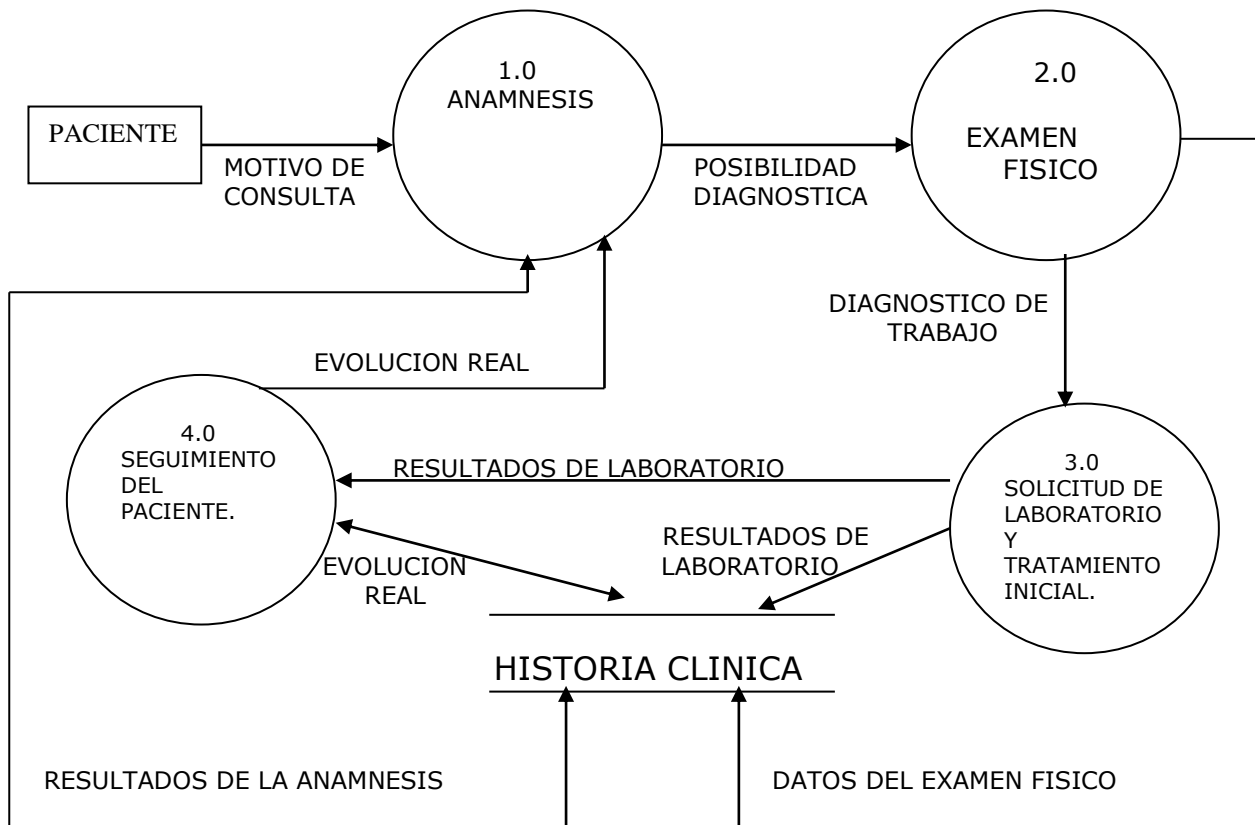 1.0
ANAMNESIS
2.0
EXAMEN
FISICO
PACIENTE
MOTIVO DE
CONSULTA
POSIBILIDAD
DIAGNOSTICA
DIAGNOSTICO DE
TRABAJO
EVOLUCION REAL
4.0
SEGUIMIENTO
DEL
PACIENTE.
RESULTADOS DE LABORATORIO
3.0
SOLICITUD DE
LABORATORIO
Y
TRATAMIENTO
INICIAL.
RESULTADOS DE
LABORATORIO
EVOLUCION
REAL
HISTORIA CLINICA
RESULTADOS DE LA ANAMNESIS
DATOS DEL EXAMEN FISICO